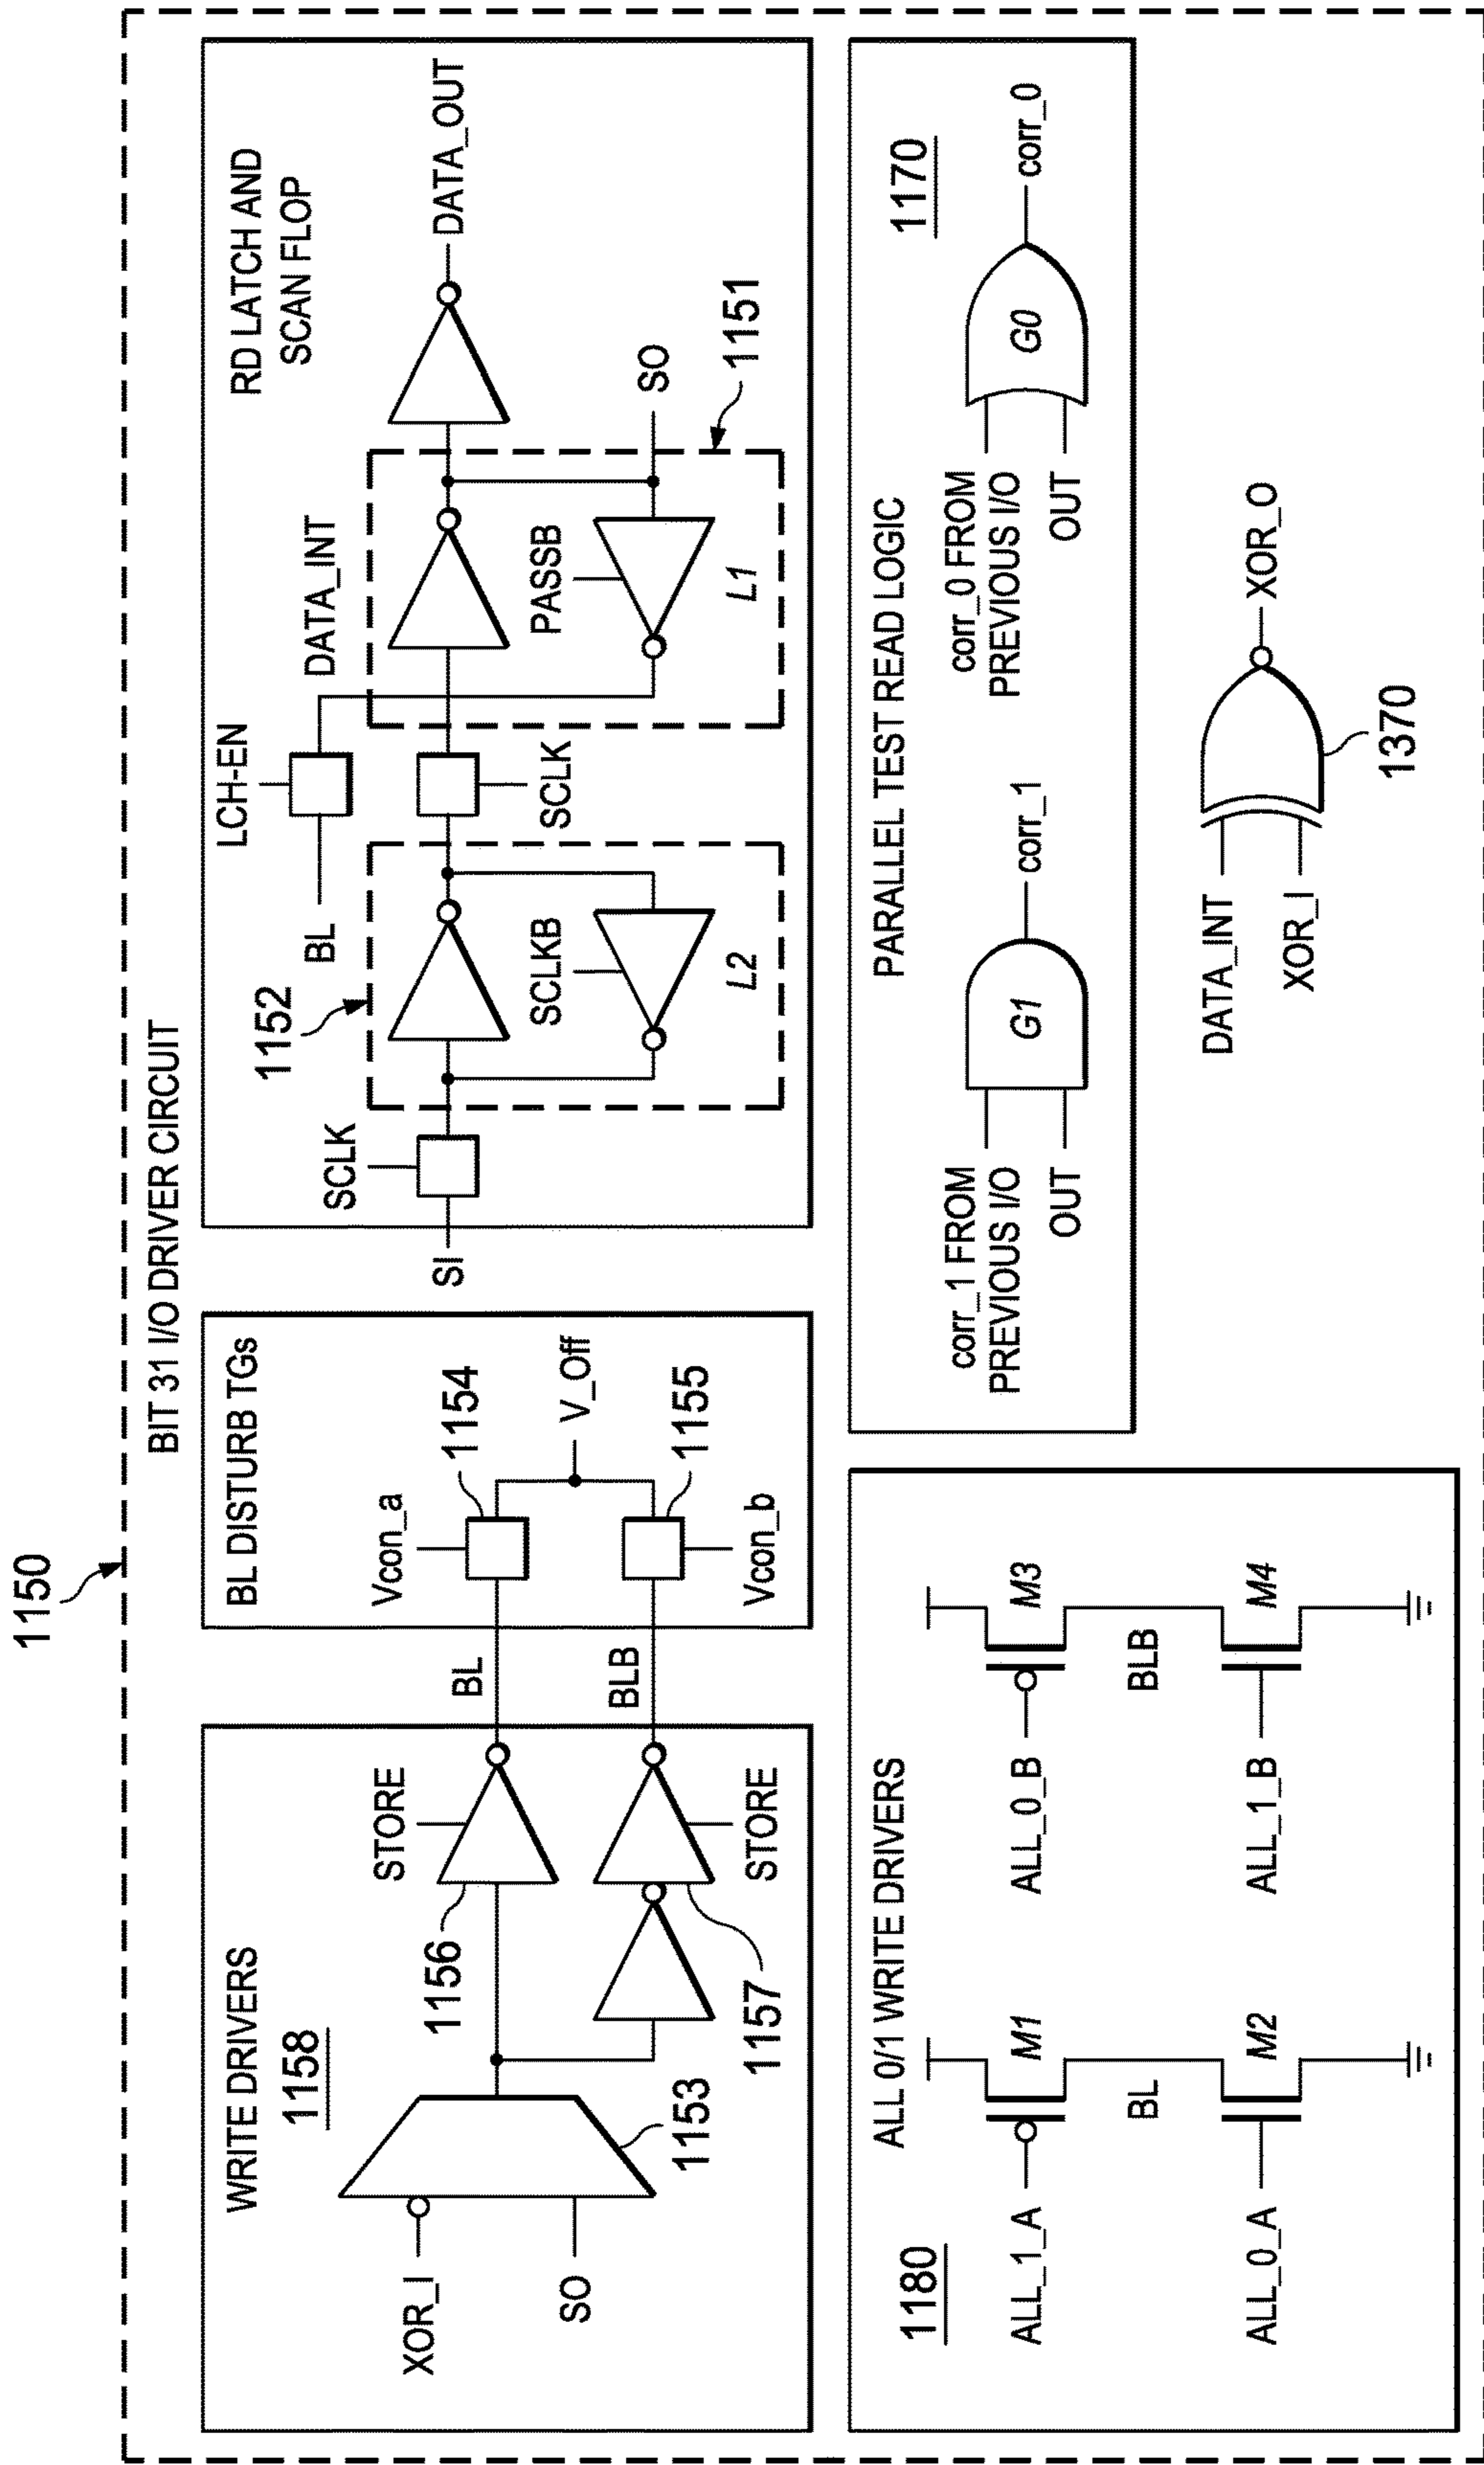 1150
BIT 31 I/O DRIVER CIRCUIT
WRITE DRIVERS
1158
XOR_I
SO
1153
1156
STORE
1157
STORE
BL
BLB
BL DISTURB TGs
Vcon_a
1154
V_Off
1155
Vcon_b
RD LATCH AND
SCAN FLOP
SI
SCLK
1152
SCLKB
L2
BL
LCH-EN
SCLK
DATA_INT
PASSB
L1
SO
1151
DATA_OUT
ALL 0/1 WRITE DRIVERS
1180
ALL_1_A
M1
BL
ALL_0_A
M2
ALL_0_B
M3
BLB
ALL_1_B
M4
PARALLEL TEST READ LOGIC
1170
corr_1 FROM
PREVIOUS I/O
OUT
G1
corr_1
corr_0 FROM
PREVIOUS I/O
OUT
G0
corr_0
DATA_INT
XOR_I
1370
XOR_O